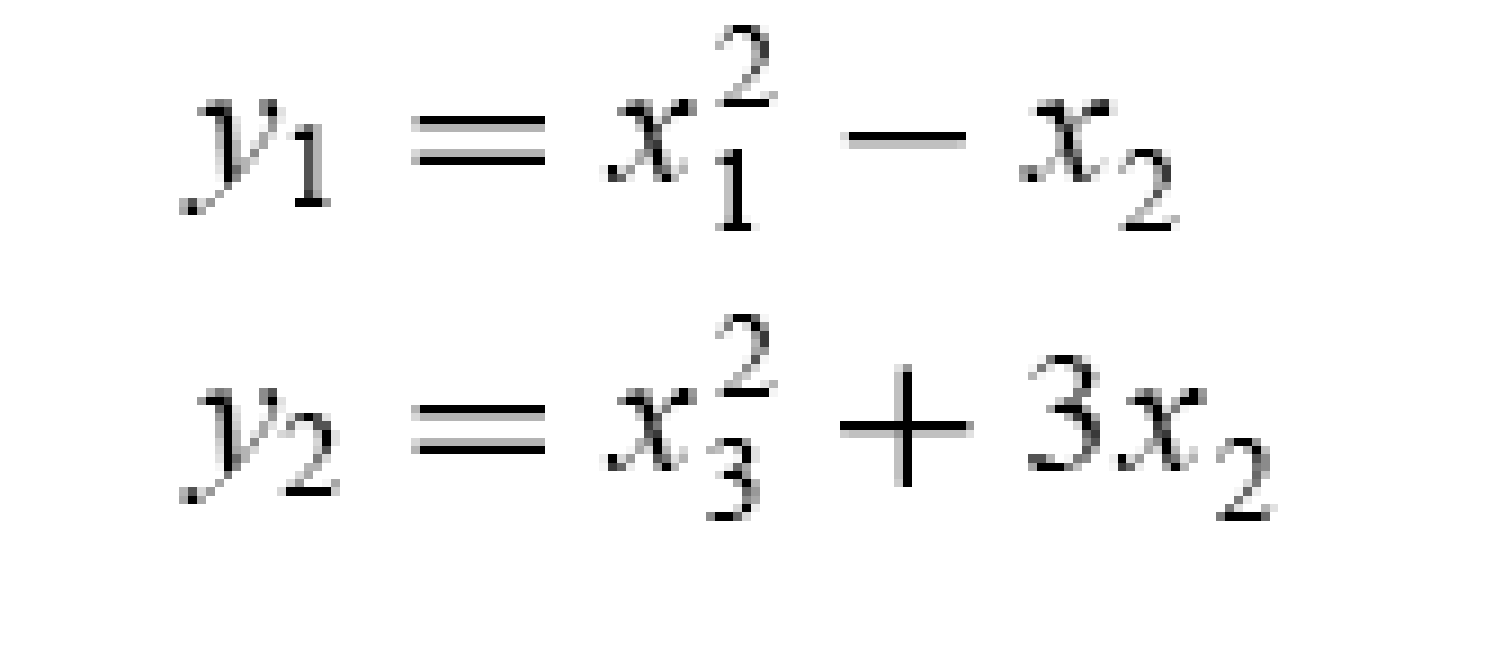 y₁ = x₁² − x₂
y₂ = x₃² + 3x₂